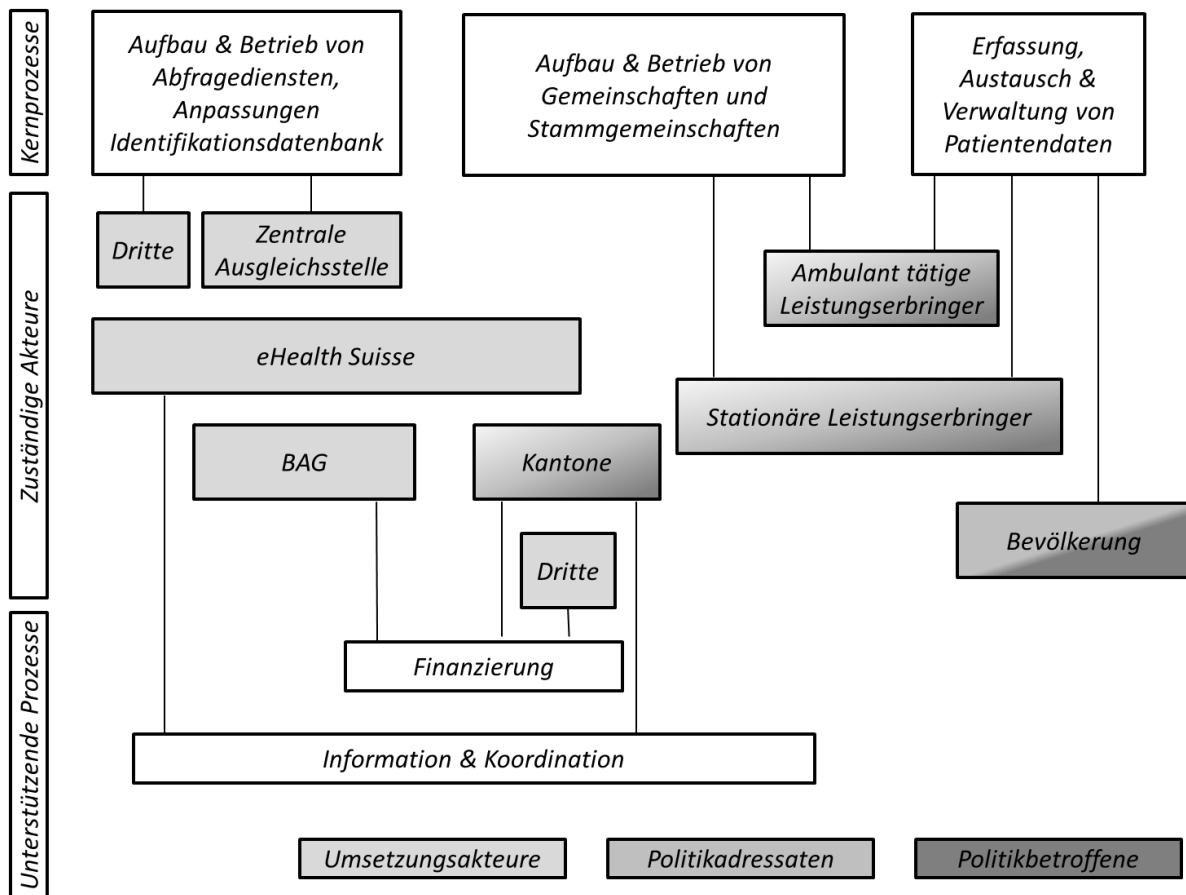 Kernprozesse
Aufbau & Betrieb von
Abfragediensten,
Anpassungen
Identifikationsdatenbank
Aufbau & Betrieb von
Gemeinschaften und
Stammgemeinschaften
Erfassung,
Austausch &
Verwaltung von
Patientendaten
Zuständige Akteure
Dritte
Zentrale
Ausgleichsstelle
Ambulant tätige
Leistungserbringer
eHealth Suisse
Stationäre Leistungserbringer
BAG
Kantone
Bevölkerung
Dritte
Unterstützende Prozesse
Finanzierung
Information & Koordination
Umsetzungsakteure
Politikadressaten
Politikbetroffene